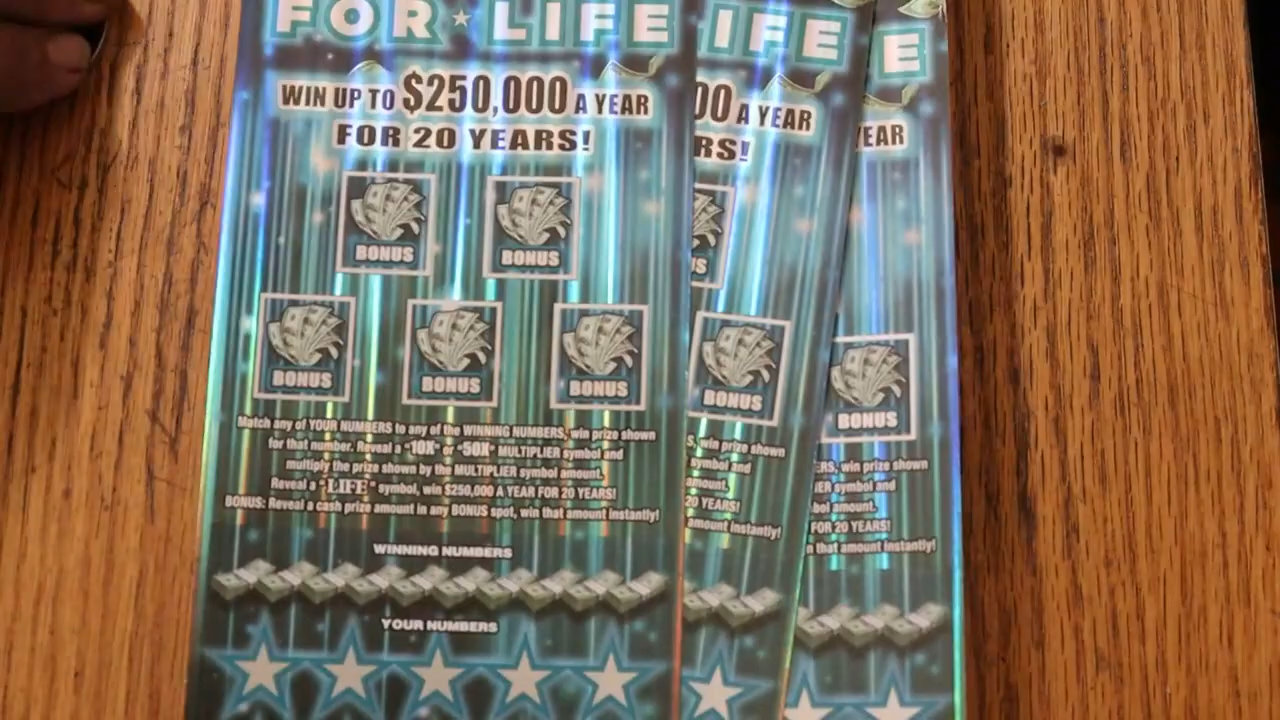 FOR ★ LIFE
WIN UP TO $250,000 A YEAR
FOR 20 YEARS!
BONUS BONUS
BONUS BONUS BONUS
Match any of YOUR NUMBERS to any of the WINNING NUMBERS, win prize shown
for that number. Reveal a "10X" or "50X" MULTIPLIER symbol and
multiply the prize shown by the MULTIPLIER symbol amount.
Reveal a "LIFE" symbol, win $250,000 A YEAR FOR 20 YEARS!
BONUS: Reveal a cash prize amount in any BONUS spot, win that amount instantly!
WINNING NUMBERS
YOUR NUMBERS
IFE
00 A YEAR
RS!
US
BONUS
S, win prize shown
symbol and
amount.
20 YEARS!
amount instantly!
E
YEAR
BONUS
ERS, win prize shown
IER symbol and
bol amount.
FOR 20 YEARS!
n that amount instantly!